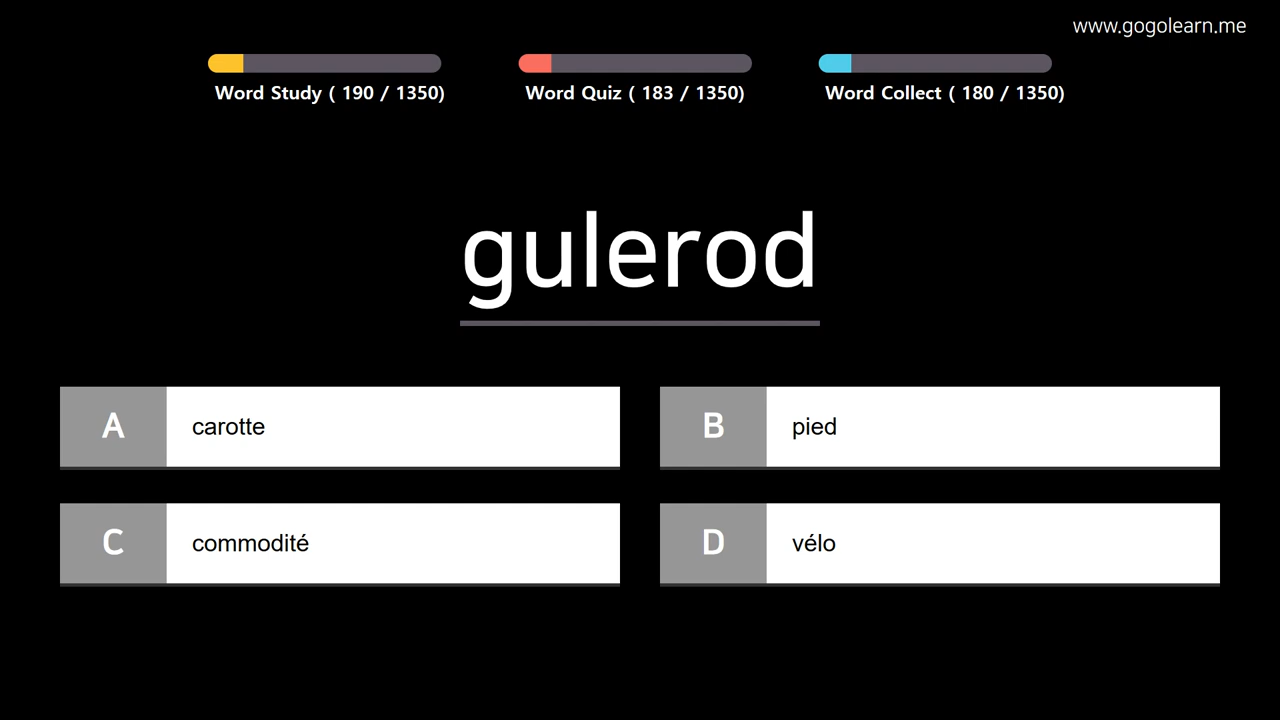 www.gogolearn.me
Word Study ( 190 / 1350)
Word Quiz ( 183 / 1350)
Word Collect ( 180 / 1350)
gulerod
A carotte
B pied
C commodité
D vélo